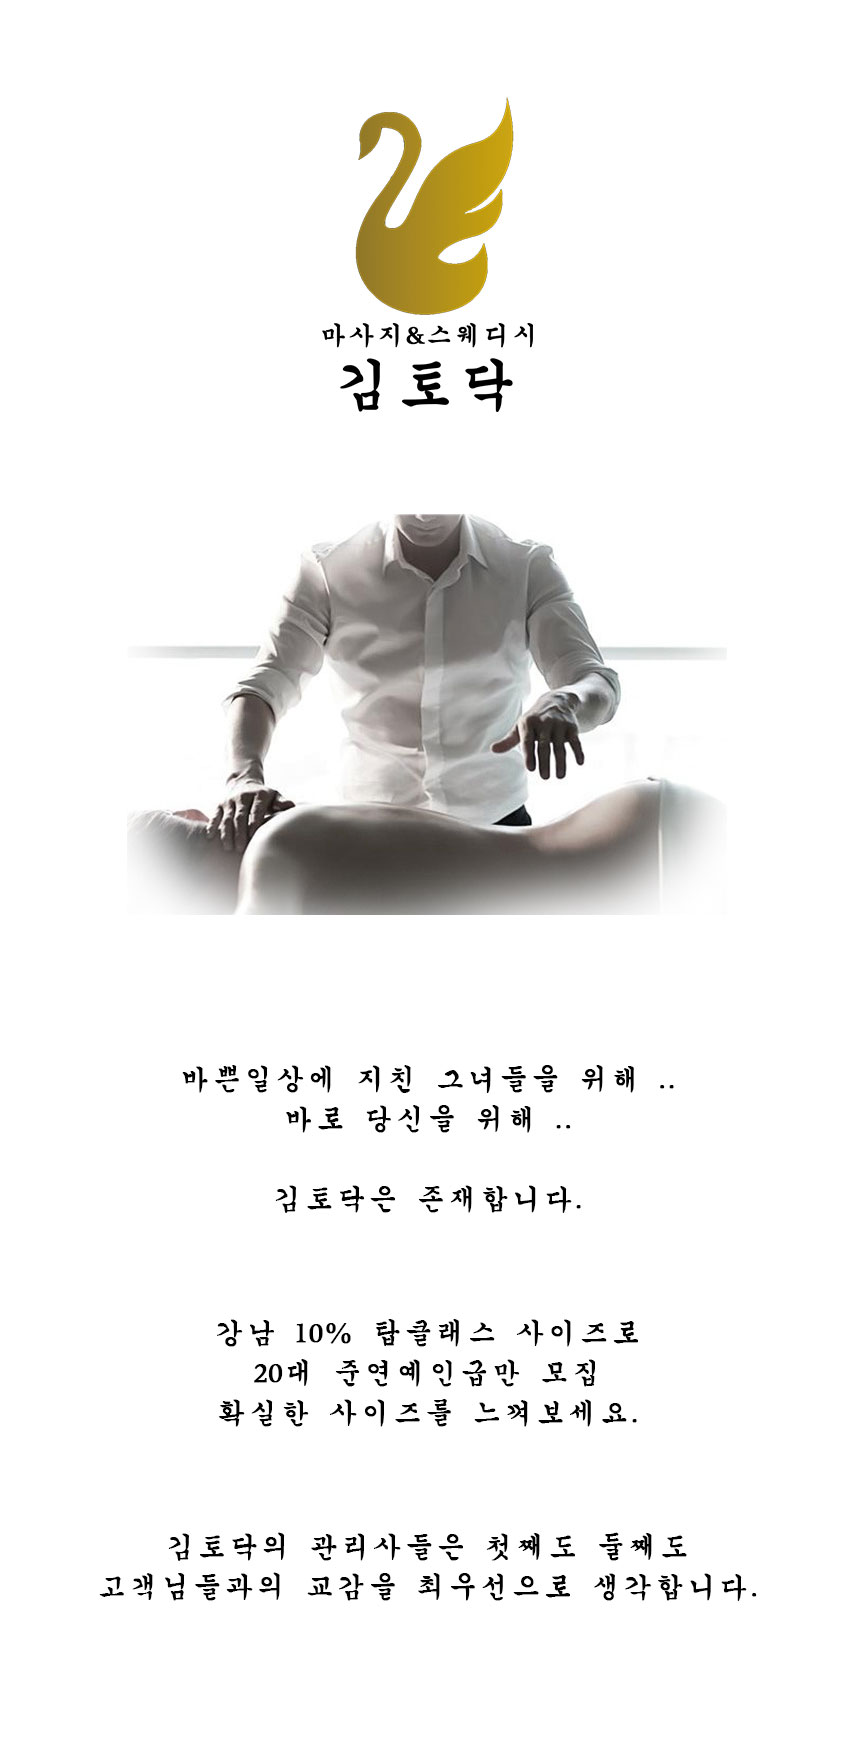 마사지&스웨디시
김토닥
바쁜일상에 지친 그녀들을 위해 ..
바로 당신을 위해 ..
김토닥은 존재합니다.
강남 10% 탑클래스 사이즈로
20대 준연예인급만 모집
확실한 사이즈를 느껴보세요.
김토닥의 관리사들은 첫째도 둘째도
고객님들과의 교감을 최우선으로 생각합니다.